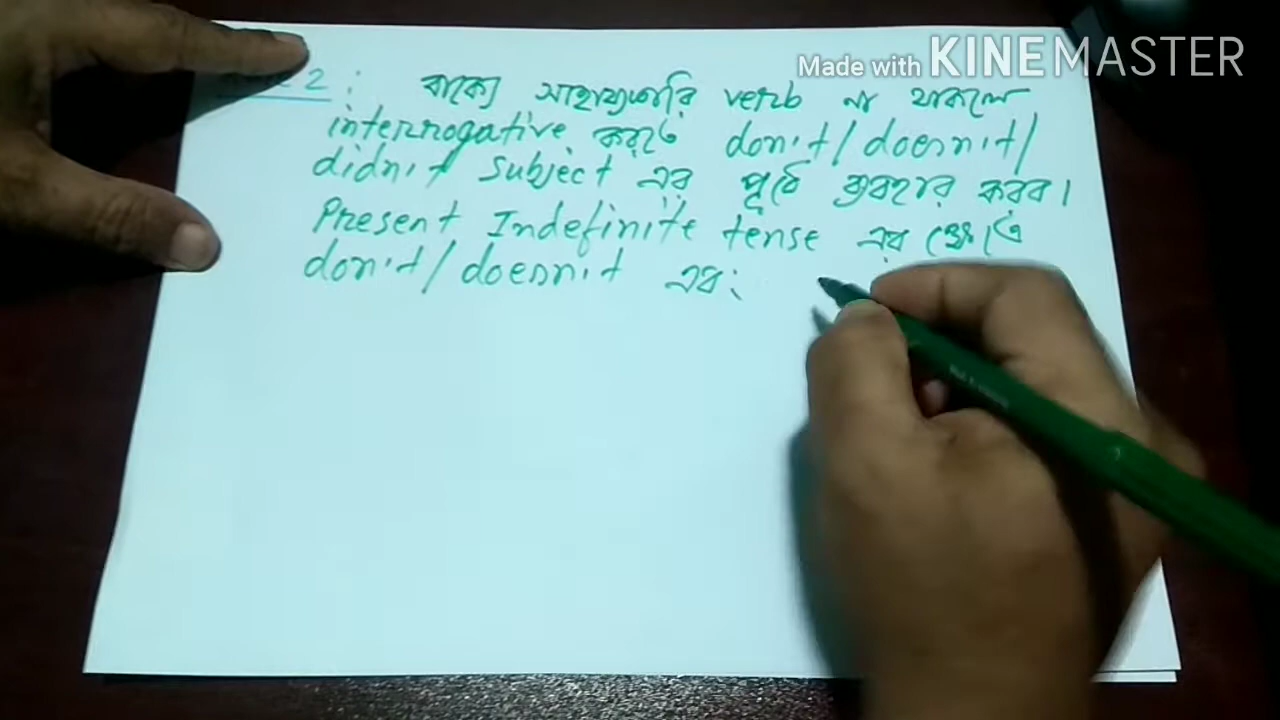 Made with KINEMASTER
2 : বাক্যে সাহায্যকারি verb না থাকলে
interrogative করতে don't/doesn't/
didn't subject এর পূর্বে ব্যবহার করব।
Present Indefinite tense এর ক্ষেত্রে
don't/doesn't এবং